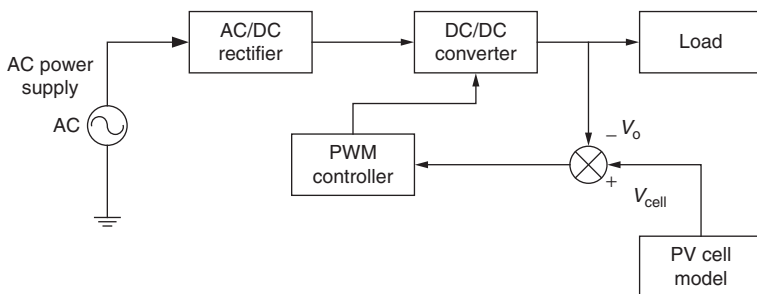 AC/DC
rectifier
DC/DC
converter
Load
AC power
supply
AC
PWM
controller
− Vo
+
Vcell
PV cell
model